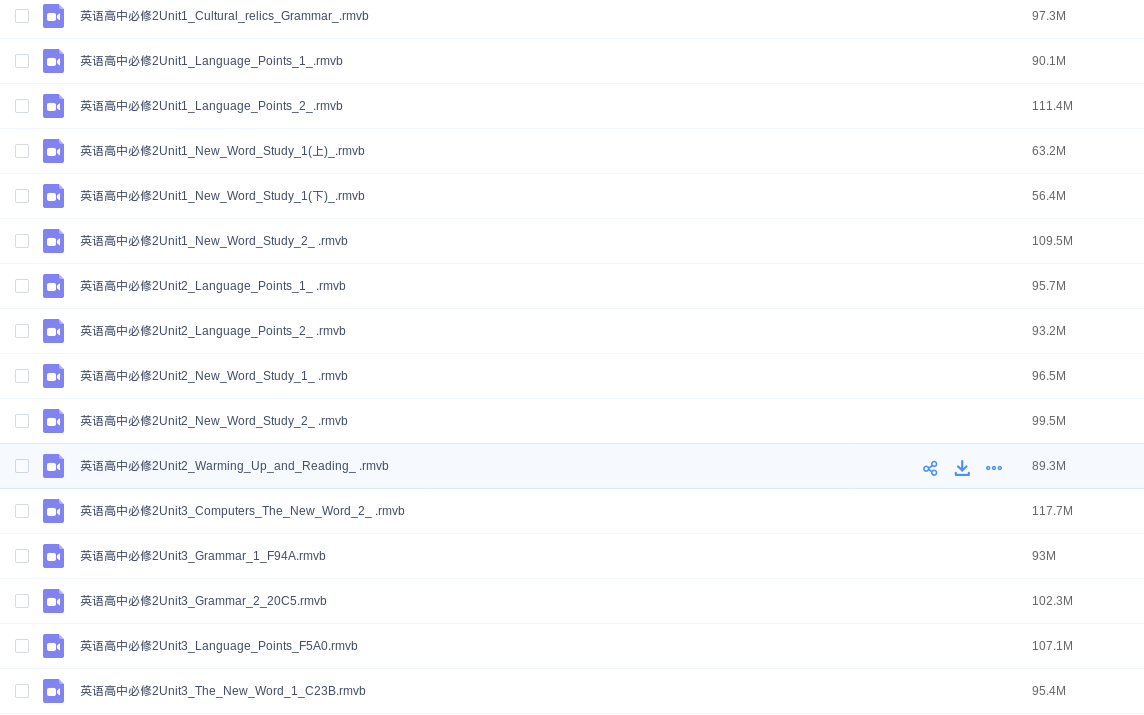 英语高中必修2Unit1_Cultural_relics_Grammar_.rmvb 97.3M
英语高中必修2Unit1_Language_Points_1_.rmvb 90.1M
英语高中必修2Unit1_Language_Points_2_.rmvb 111.4M
英语高中必修2Unit1_New_Word_Study_1(上)_.rmvb 63.2M
英语高中必修2Unit1_New_Word_Study_1(下)_.rmvb 56.4M
英语高中必修2Unit1_New_Word_Study_2_ .rmvb 109.5M
英语高中必修2Unit2_Language_Points_1_ .rmvb 95.7M
英语高中必修2Unit2_Language_Points_2_ .rmvb 93.2M
英语高中必修2Unit2_New_Word_Study_1_ .rmvb 96.5M
英语高中必修2Unit2_New_Word_Study_2_ .rmvb 99.5M
英语高中必修2Unit2_Warming_Up_and_Reading_ .rmvb 89.3M
英语高中必修2Unit3_Computers_The_New_Word_2_ .rmvb 117.7M
英语高中必修2Unit3_Grammar_1_F94A.rmvb 93M
英语高中必修2Unit3_Grammar_2_20C5.rmvb 102.3M
英语高中必修2Unit3_Language_Points_F5A0.rmvb 107.1M
英语高中必修2Unit3_The_New_Word_1_C23B.rmvb 95.4M